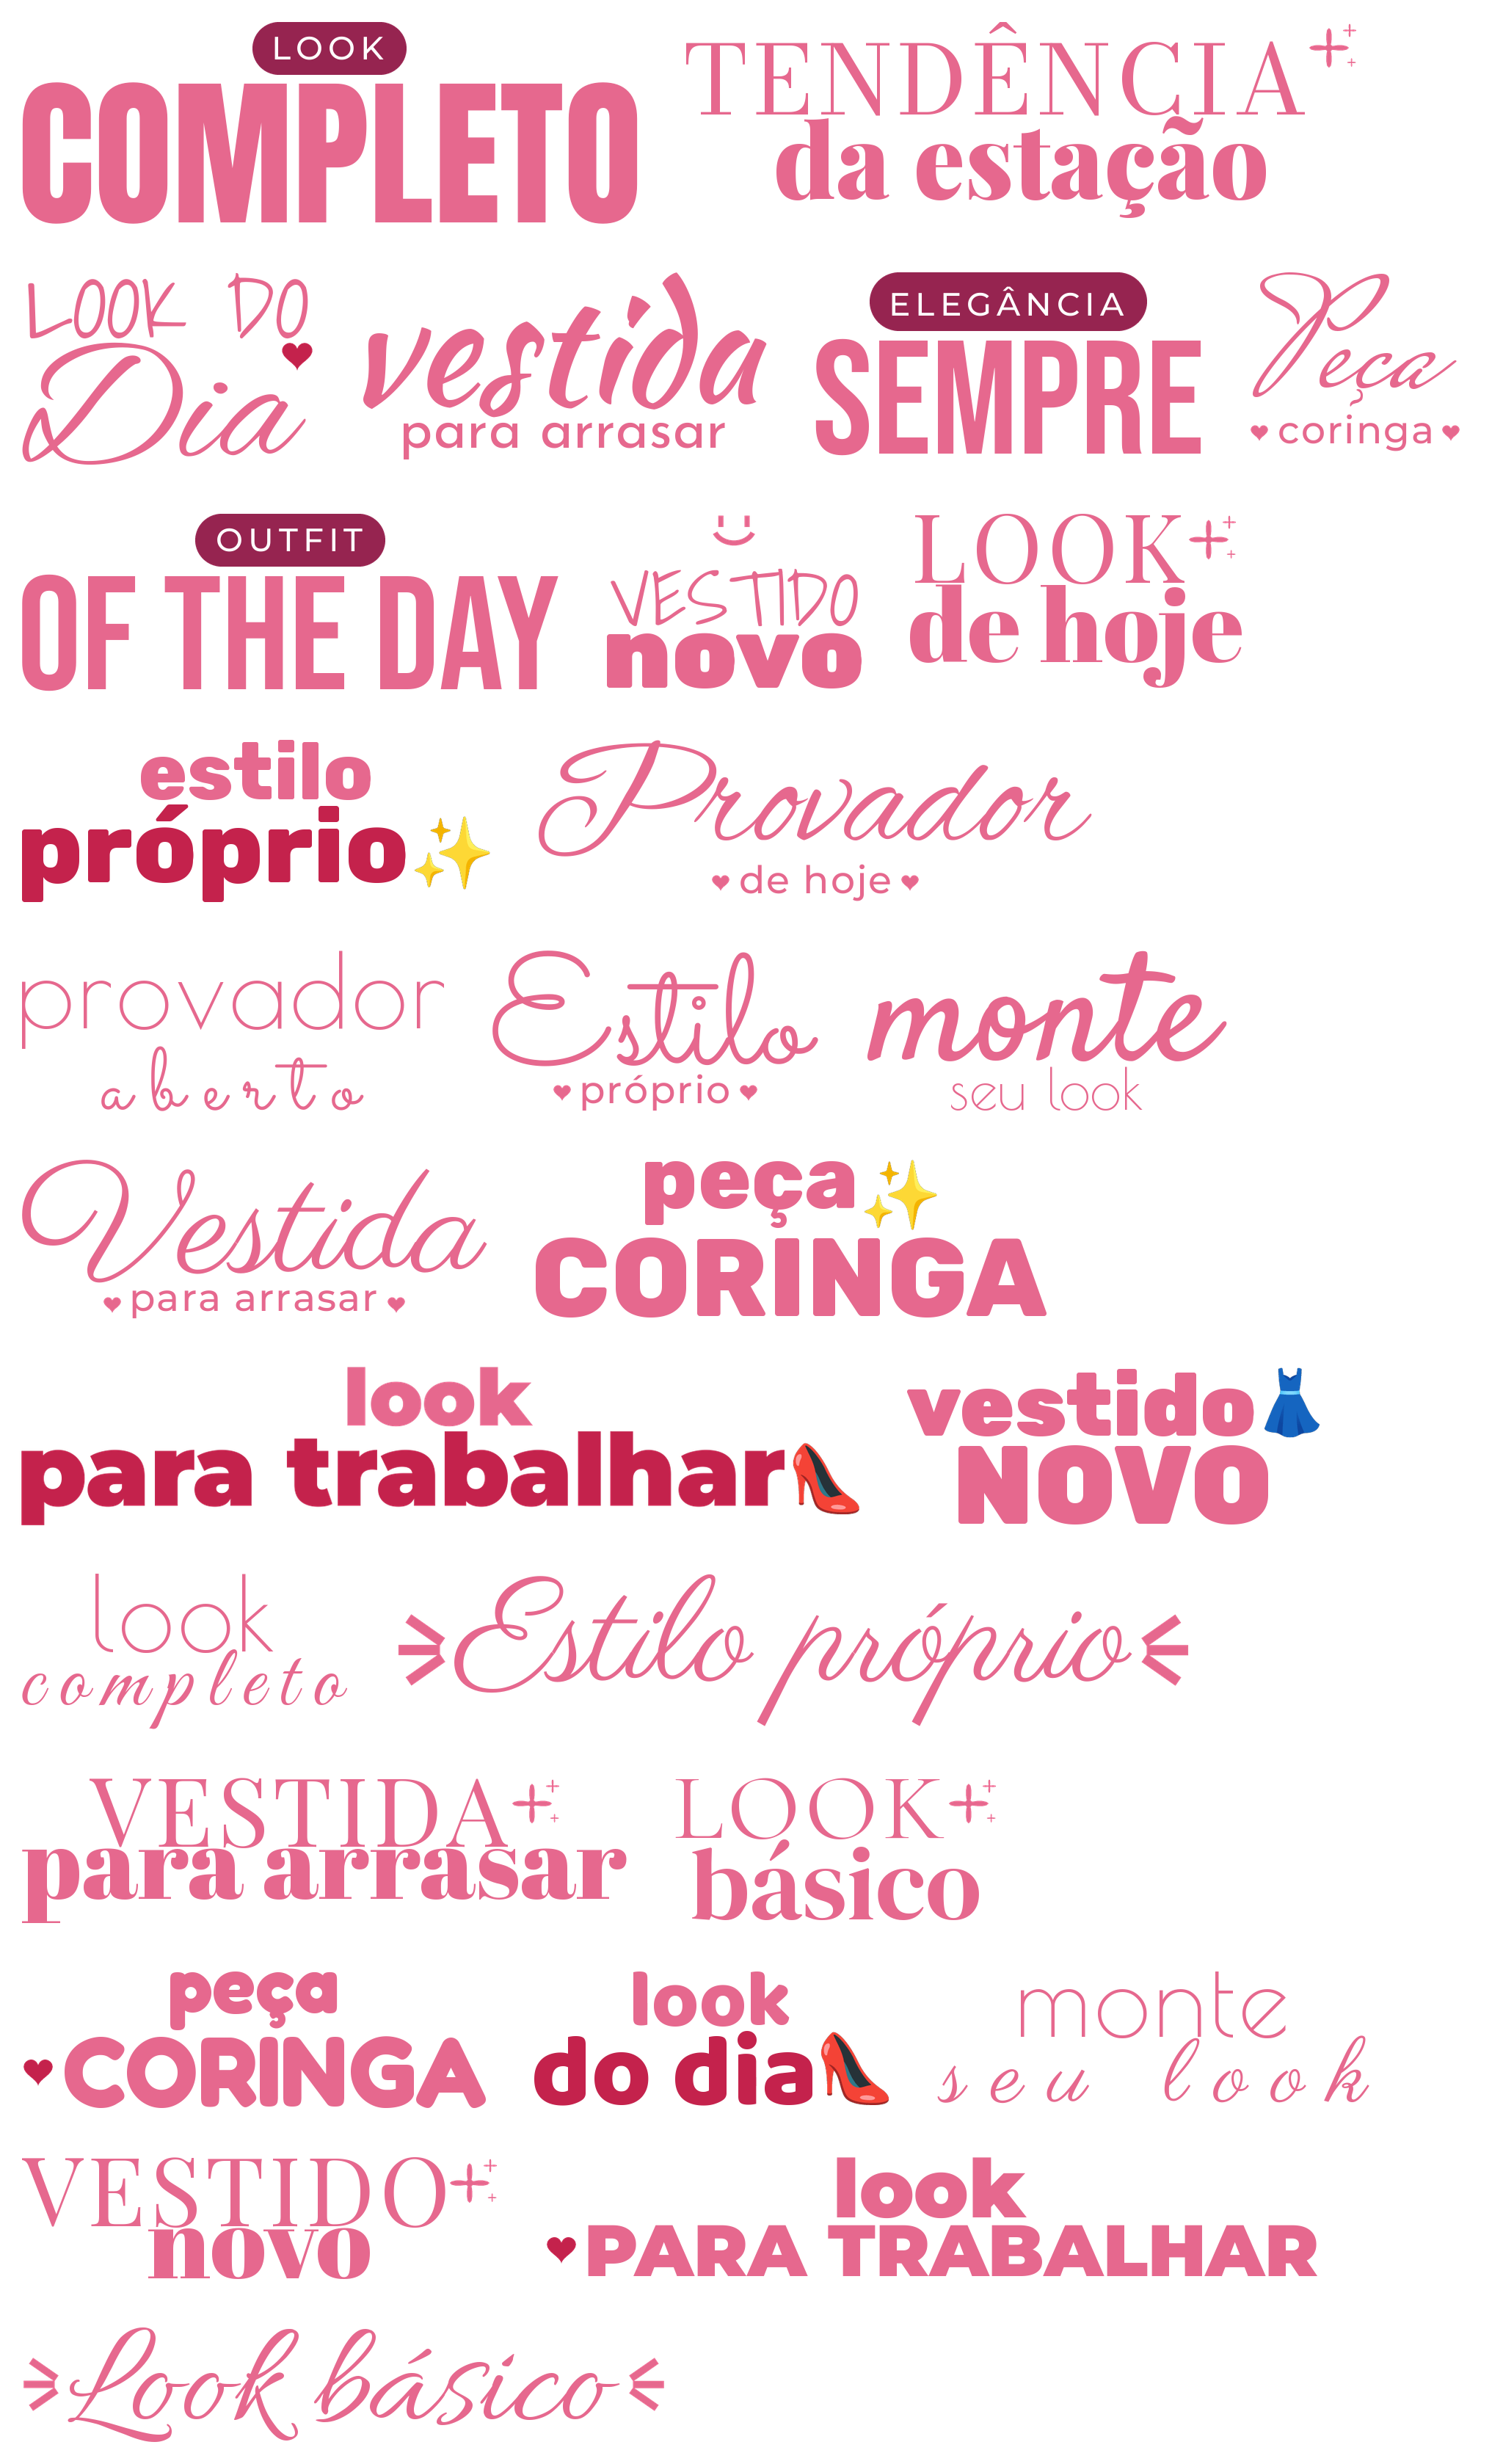 LOOK
COMPLETO
TENDÊNCIA
da estação
LOOK DO
Dia
vestida
para arrasar
ELEGÂNCIA
SEMPRE
Peça
coringa
OUTFIT
OF THE DAY
VESTIDO
novo
LOOK
de hoje
estilo
próprio
Provador
de hoje
provador
aberto
Estilo
próprio
monte
seu look
Vestida
para arrasar
peça
CORINGA
look
para trabalhar
vestido
NOVO
look
completo
Estilo próprio
VESTIDA
para arrasar
LOOK
básico
peça
CORINGA
look
do dia
monte
seu look
VESTIDO
novo
look
PARA TRABALHAR
Look básico